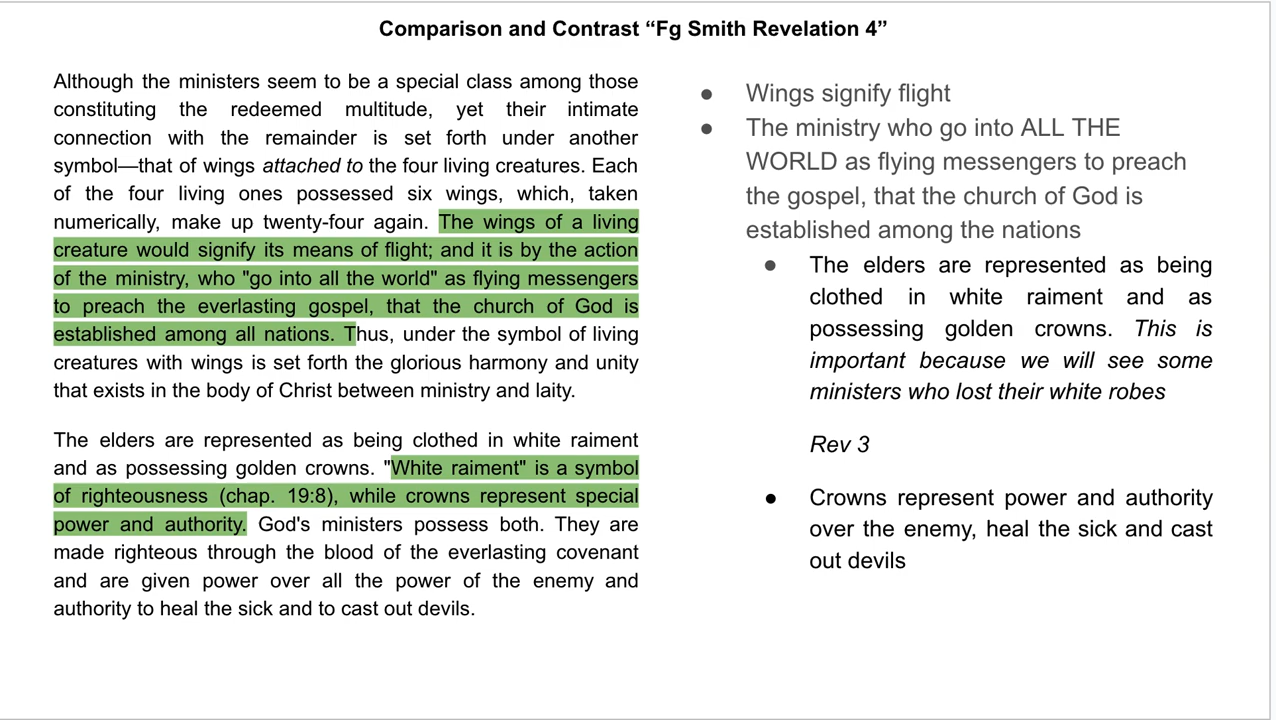 Comparison and Contrast “Fg Smith Revelation 4”
Although the ministers seem to be a special class among those
constituting the redeemed multitude, yet their intimate
connection with the remainder is set forth under another
symbol—that of wings attached to the four living creatures. Each
of the four living ones possessed six wings, which, taken
numerically, make up twenty-four again. The wings of a living
creature would signify its means of flight; and it is by the action
of the ministry, who "go into all the world" as flying messengers
to preach the everlasting gospel, that the church of God is
established among all nations. Thus, under the symbol of living
creatures with wings is set forth the glorious harmony and unity
that exists in the body of Christ between ministry and laity.
The elders are represented as being clothed in white raiment
and as possessing golden crowns. "White raiment" is a symbol
of righteousness (chap. 19:8), while crowns represent special
power and authority. God's ministers possess both. They are
made righteous through the blood of the everlasting covenant
and are given power over all the power of the enemy and
authority to heal the sick and to cast out devils.
● Wings signify flight
● The ministry who go into ALL THE
WORLD as flying messengers to preach
the gospel, that the church of God is
established among the nations
● The elders are represented as being
clothed in white raiment and as
possessing golden crowns. This is
important because we will see some
ministers who lost their white robes
Rev 3
● Crowns represent power and authority
over the enemy, heal the sick and cast
out devils